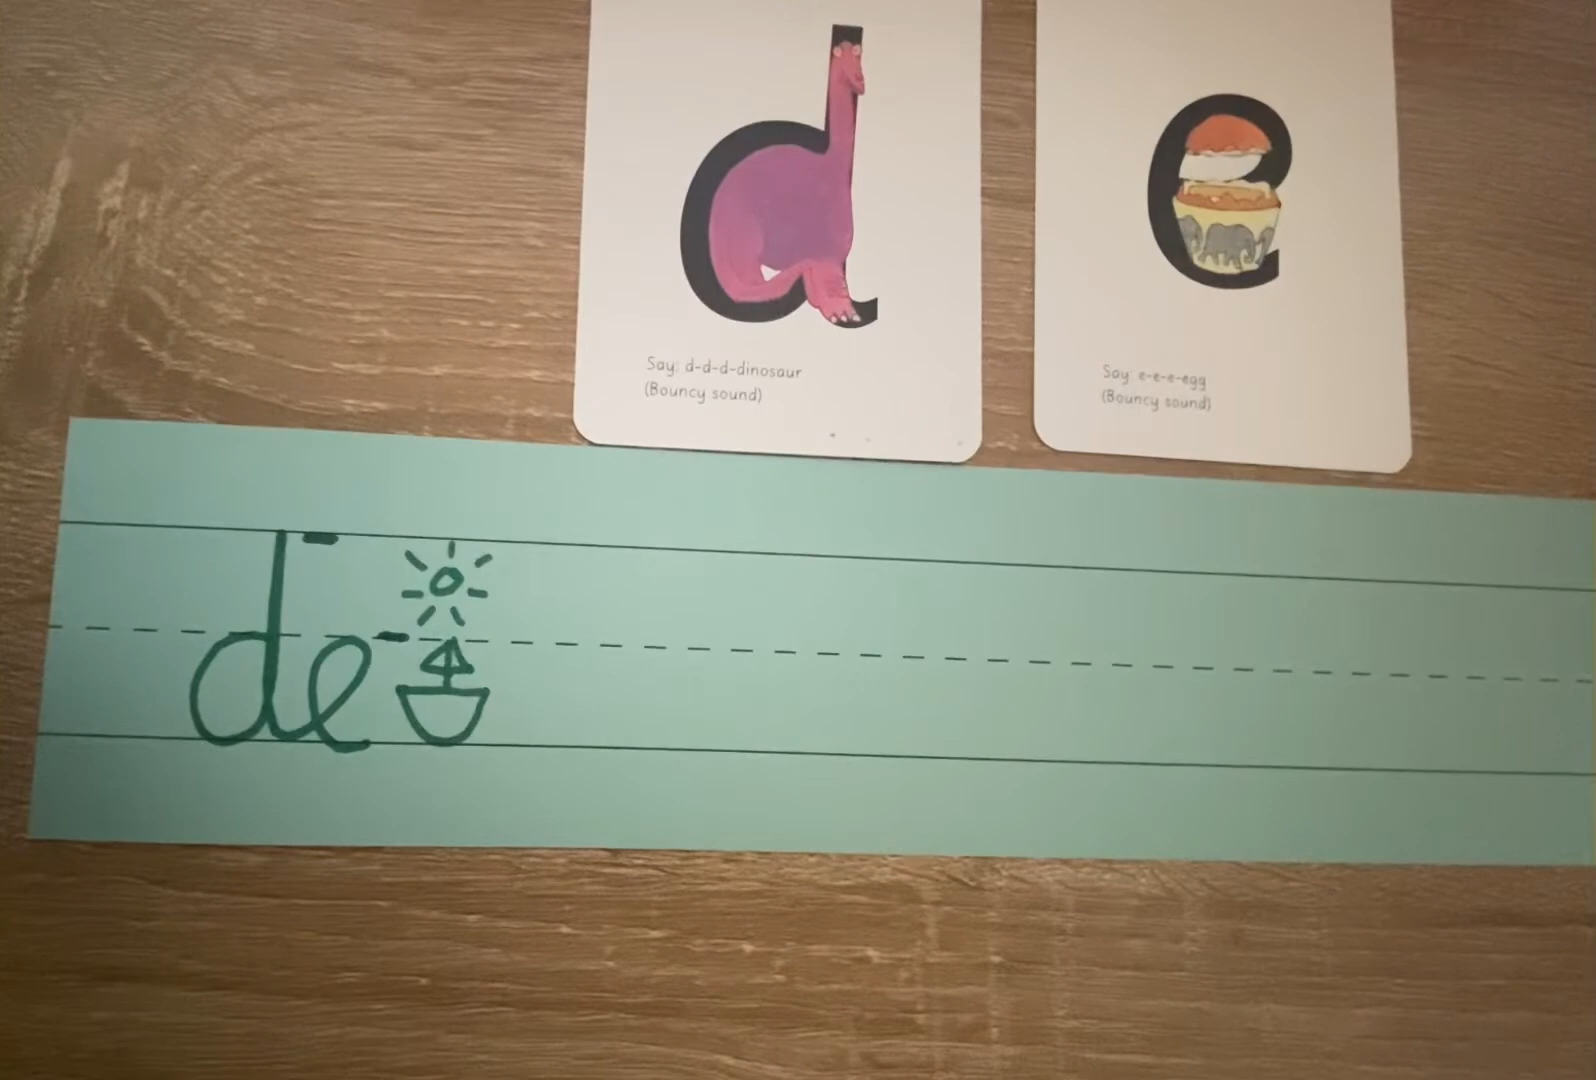 d
Say: d-d-d-dinosaur
(Bouncy sound)
e
Say: e-e-e-egg
(Bouncy sound)
de